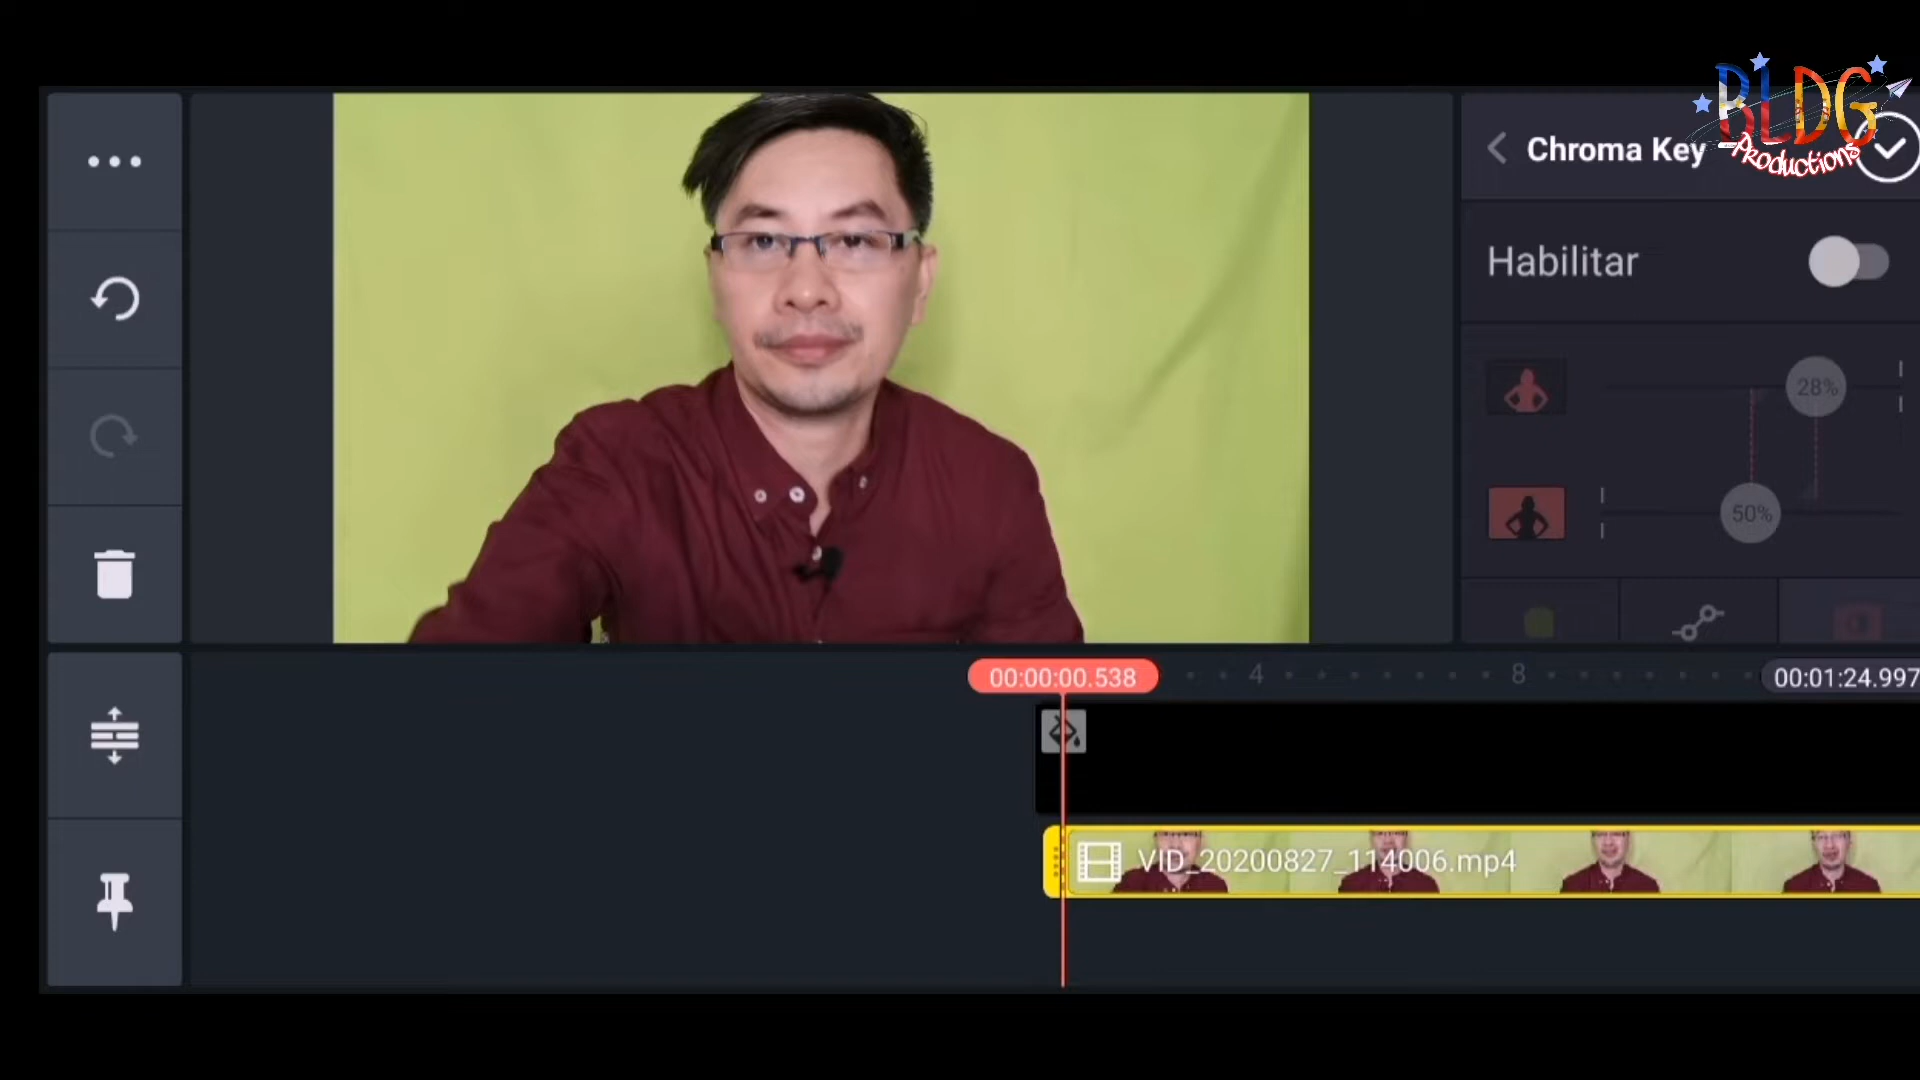 BLDG
Productions
Chroma Key
Habilitar
28%
50%
00:00:00.538
4
8
00:01:24.997
VID_20200827_114006.mp4